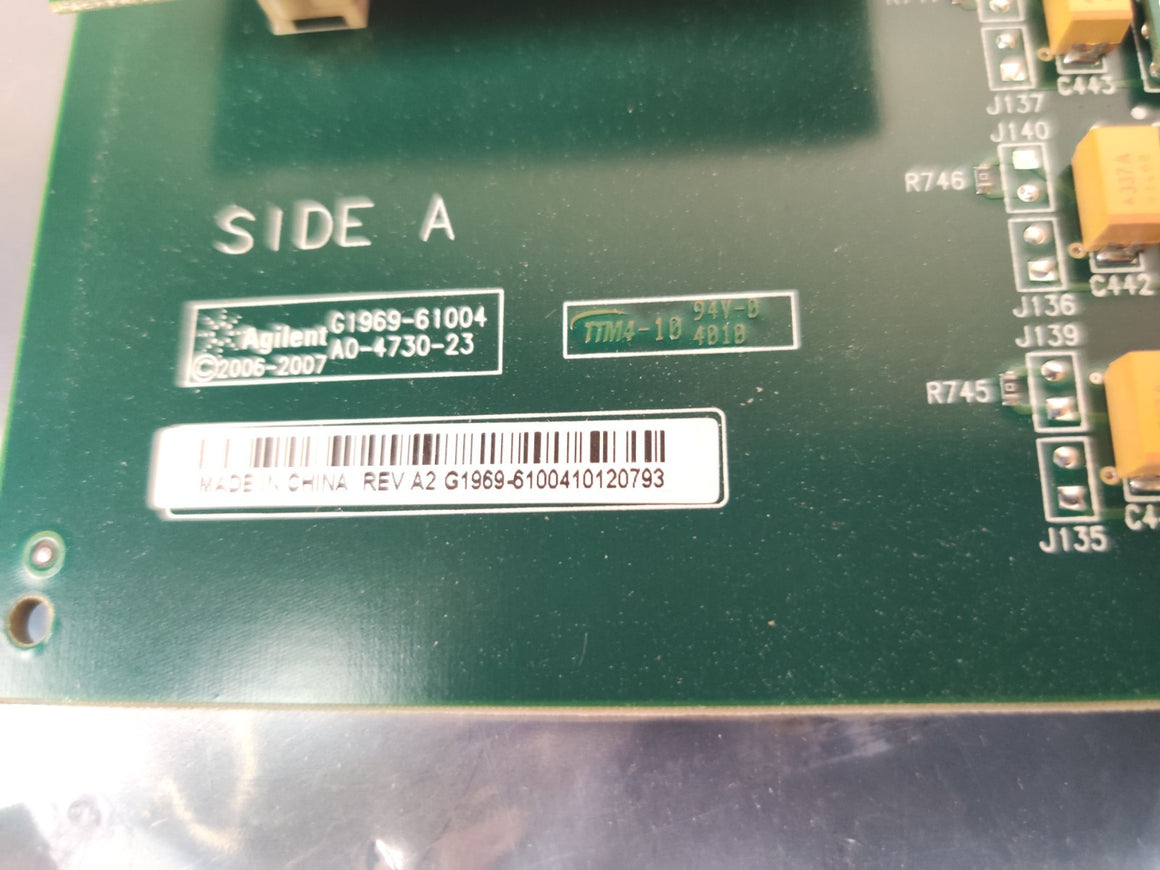 C443
J137
J140
R746
337A
C442
J136
J139
R745
J135
SIDE A
Agilent
G1969-61004
A0-4730-23
©2006-2007
TTM4-10
94V-0
4010
MADE IN CHINA REV A2 G1969-6100410120793